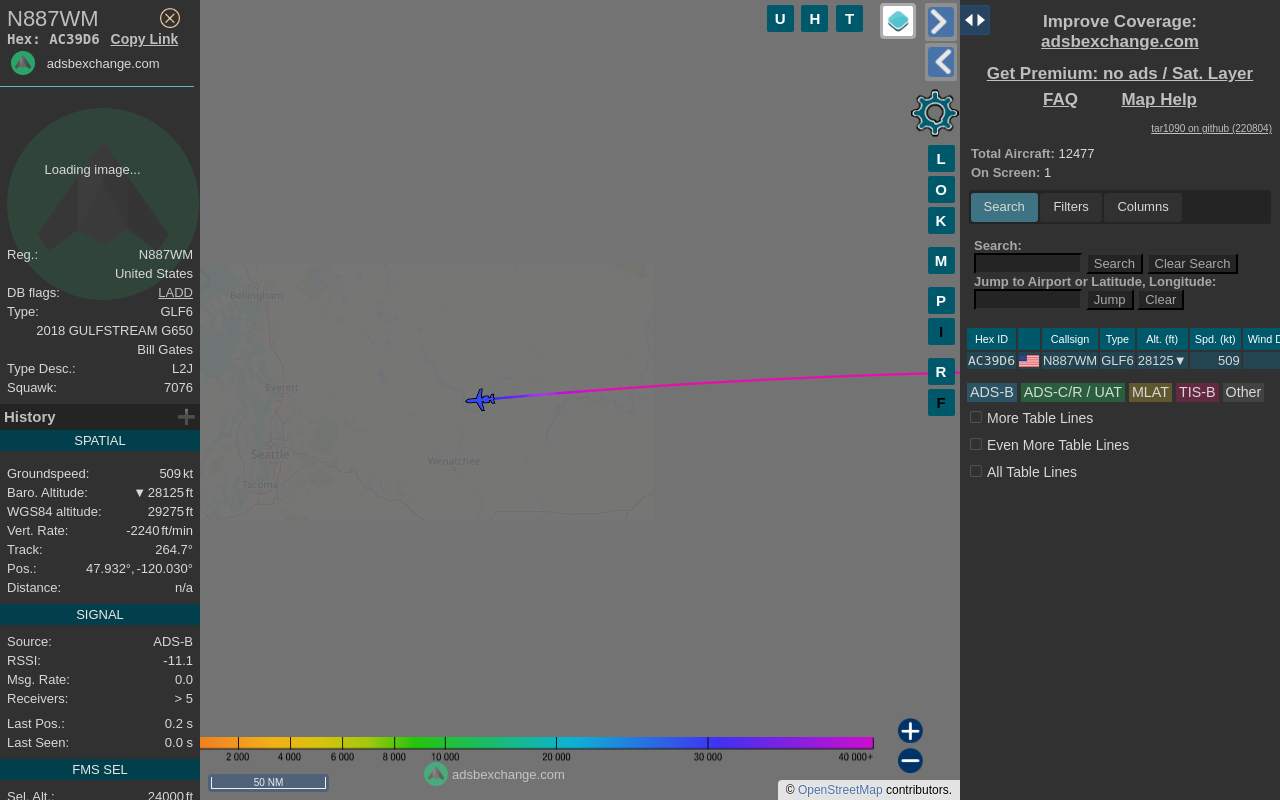 N887WM
Hex: AC39D6 Copy Link
adsbexchange.com
Loading image...
Reg.: N887WM
United States
DB flags: LADD
Type: GLF6
2018 GULFSTREAM G650
Bill Gates
Type Desc.: L2J
Squawk: 7076
History
SPATIAL
Groundspeed: 509 kt
Baro. Altitude: ▼ 28125 ft
WGS84 altitude: 29275 ft
Vert. Rate: -2240 ft/min
Track: 264.7°
Pos.: 47.932°, -120.030°
Distance: n/a
SIGNAL
Source: ADS-B
RSSI: -11.1
Msg. Rate: 0.0
Receivers: > 5
Last Pos.: 0.2 s
Last Seen: 0.0 s
FMS SEL
Sel. Alt.: 24000 ft
U H T
L
O
K
M
P
I
R
F
Bellingham
Everett
Seattle
Tacoma
Wenatchee
2 000 4 000 6 000 8 000 10 000 20 000 30 000 40 000+
adsbexchange.com
50 NM
© OpenStreetMap contributors.
Improve Coverage:
adsbexchange.com
Get Premium: no ads / Sat. Layer
FAQ Map Help
tar1090 on github (220804)
Total Aircraft: 12477
On Screen: 1
Search Filters Columns
Search:
Search Clear Search
Jump to Airport or Latitude, Longitude:
Jump Clear
Hex ID Callsign Type Alt. (ft) Spd. (kt) Wind D
AC39D6 N887WM GLF6 28125▼ 509
ADS-B ADS-C/R / UAT MLAT TIS-B Other
More Table Lines
Even More Table Lines
All Table Lines